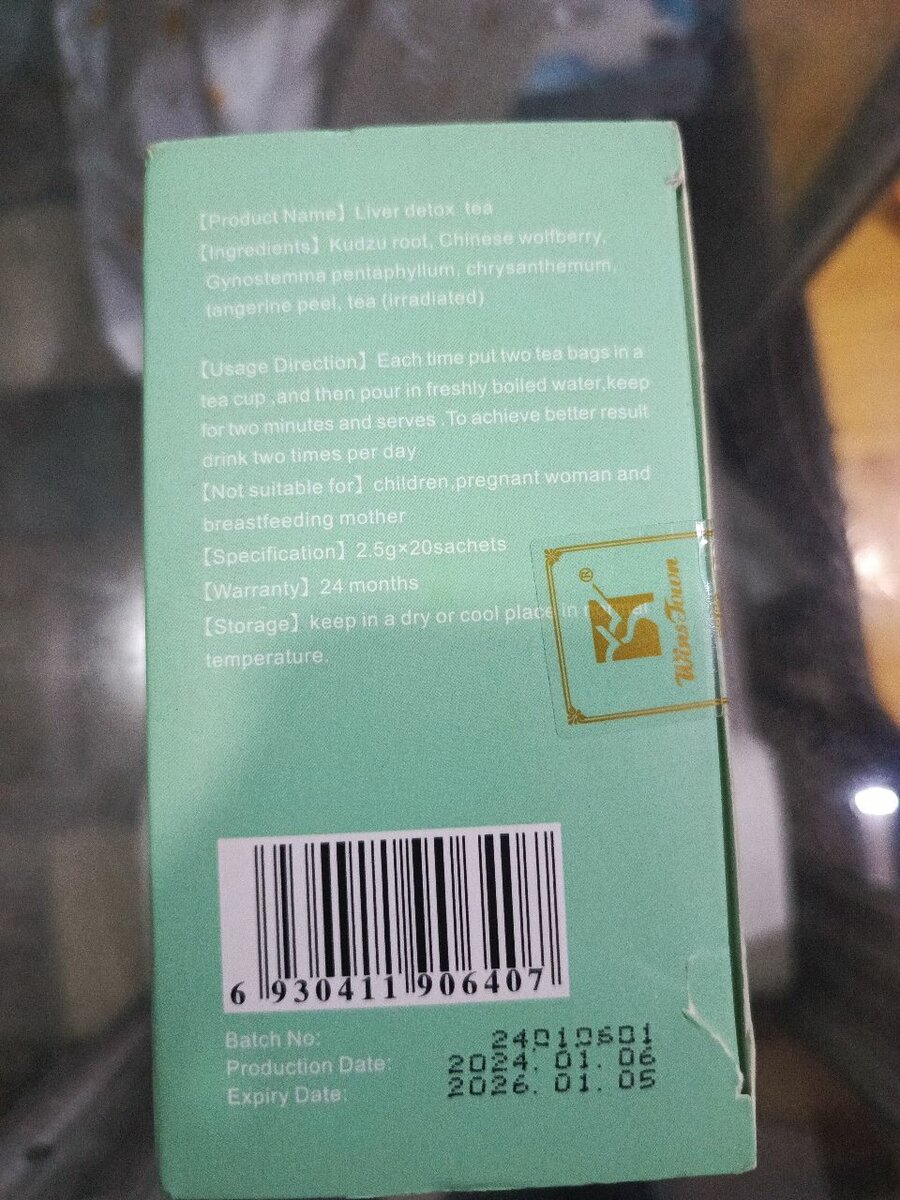 【Product Name】Liver detox tea
【Ingredients】Kudzu root, Chinese wolfberry,
Gynostemma pentaphyllum, chrysanthemum,
tangerine peel, tea (irradiated)
【Usage Direction】Each time put two tea bags in a
tea cup ,and then pour in freshly boiled water,keep
for two minutes and serves .To achieve better result
drink two times per day
【Not suitable for】children,pregnant woman and
breastfeeding mother
【Specification】2.5g×20sachets
【Warranty】24 months
【Storage】keep in a dry or cool place in
temperature.
®
Wins Town
6 930411 906407
Batch No: 24010601
Production Date: 2024. 01. 06
Expiry Date: 2026. 01. 05